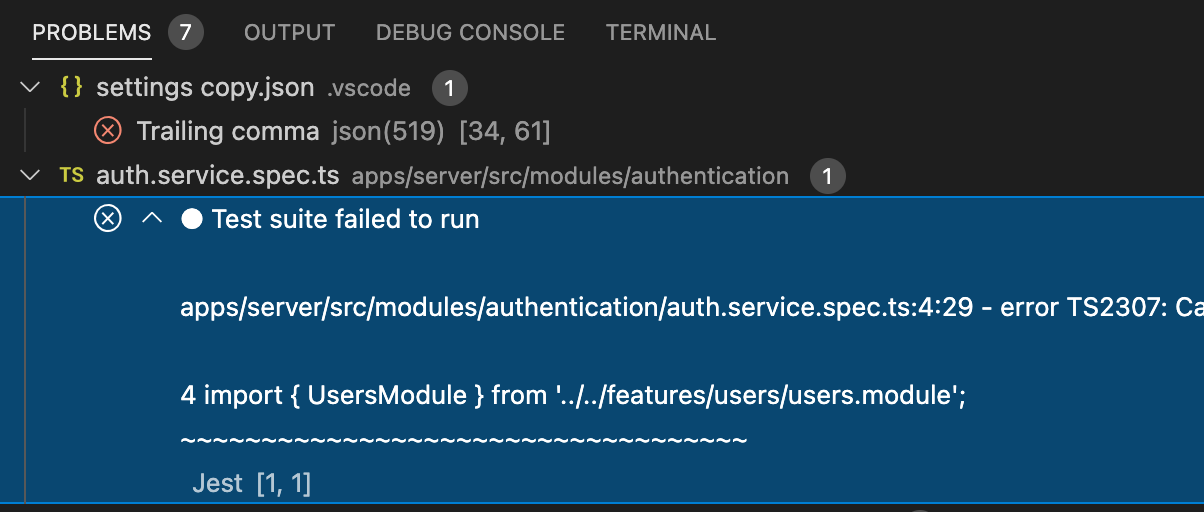 PROBLEMS 7 OUTPUT DEBUG CONSOLE TERMINAL
{ } settings copy.json .vscode 1
Trailing comma json(519) [34, 61]
TS auth.service.spec.ts apps/server/src/modules/authentication 1
● Test suite failed to run
apps/server/src/modules/authentication/auth.service.spec.ts:4:29 - error TS2307: Ca
4 import { UsersModule } from '../../features/users/users.module';
~~~~~~~~~~~~~~~~~~~~~~~~~~~~~~~~~~~
Jest [1, 1]